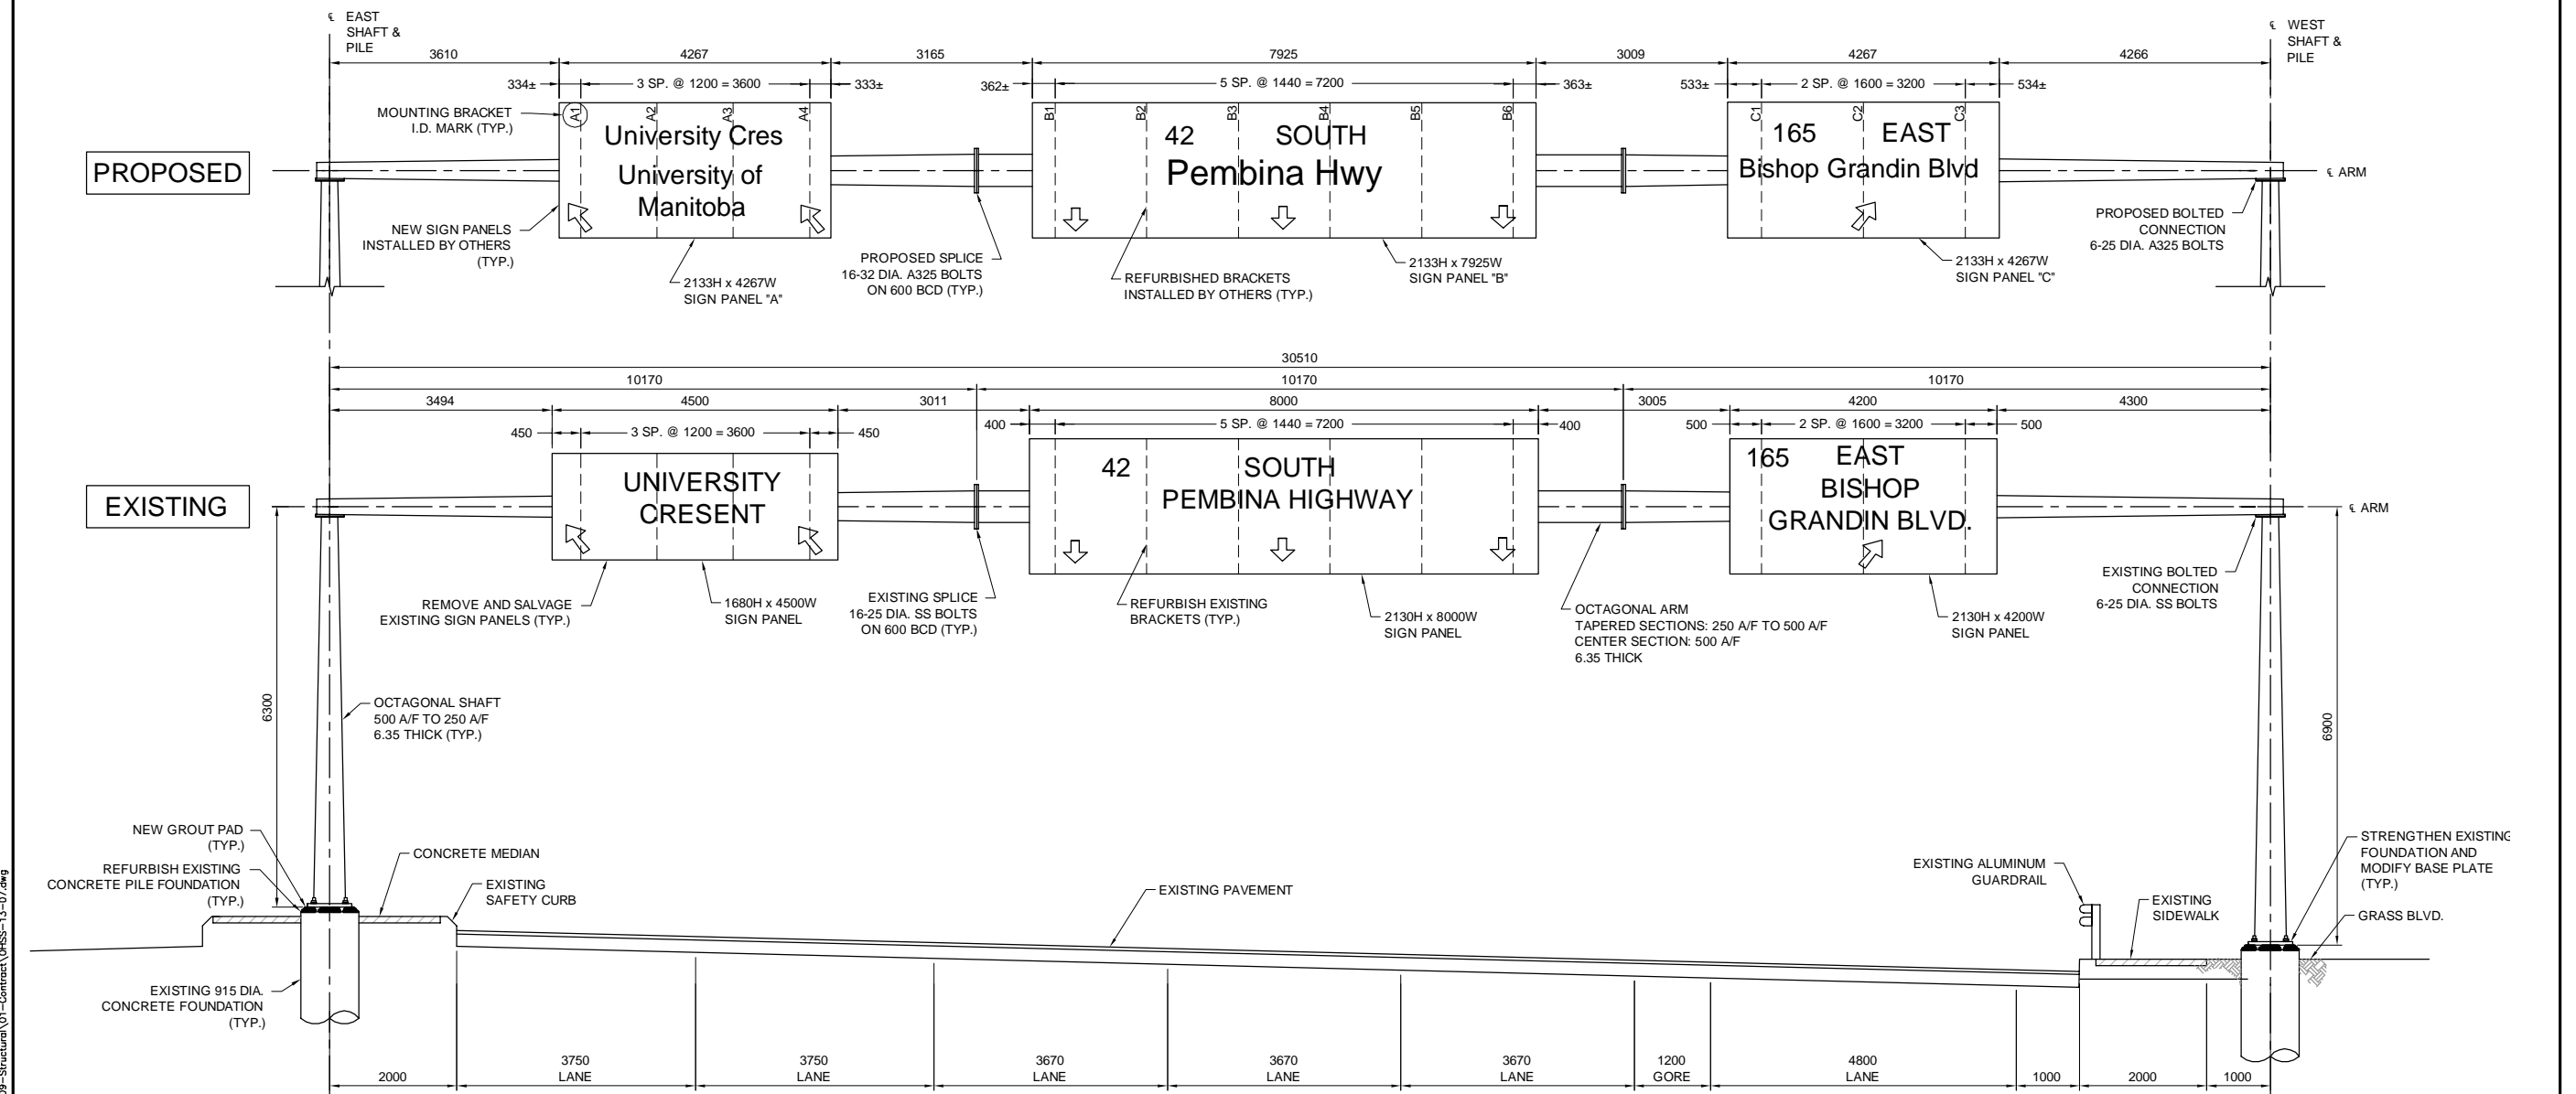 ℄ EAST
SHAFT &
PILE
℄ WEST
SHAFT &
PILE
3610
4267
3165
7925
3009
4267
4266
334±
3 SP. @ 1200 = 3600
333±
362±
5 SP. @ 1440 = 7200
363±
533±
2 SP. @ 1600 = 3200
534±
MOUNTING BRACKET
I.D. MARK (TYP.)
A1
A2
A3
A4
B1
B2
B3
B4
B5
B6
C1
C2
C3
PROPOSED
University Cres
University of
Manitoba
42 SOUTH
Pembina Hwy
165 EAST
Bishop Grandin Blvd
℄ ARM
NEW SIGN PANELS
INSTALLED BY OTHERS
(TYP.)
2133H x 4267W
SIGN PANEL "A"
PROPOSED SPLICE
16-32 DIA. A325 BOLTS
ON 600 BCD (TYP.)
REFURBISHED BRACKETS
INSTALLED BY OTHERS (TYP.)
2133H x 7925W
SIGN PANEL "B"
2133H x 4267W
SIGN PANEL "C"
PROPOSED BOLTED
CONNECTION
6-25 DIA. A325 BOLTS
30510
10170
10170
10170
3494
4500
3011
8000
3005
4200
4300
450
3 SP. @ 1200 = 3600
450
400
5 SP. @ 1440 = 7200
400
500
2 SP. @ 1600 = 3200
500
EXISTING
UNIVERSITY
CRESENT
42 SOUTH
PEMBINA HIGHWAY
165 EAST
BISHOP
GRANDIN BLVD.
℄ ARM
REMOVE AND SALVAGE
EXISTING SIGN PANELS (TYP.)
1680H x 4500W
SIGN PANEL
EXISTING SPLICE
16-25 DIA. SS BOLTS
ON 600 BCD (TYP.)
REFURBISH EXISTING
BRACKETS (TYP.)
2130H x 8000W
SIGN PANEL
OCTAGONAL ARM
TAPERED SECTIONS: 250 A/F TO 500 A/F
CENTER SECTION: 500 A/F
6.35 THICK
2130H x 4200W
SIGN PANEL
EXISTING BOLTED
CONNECTION
6-25 DIA. SS BOLTS
6300
OCTAGONAL SHAFT
500 A/F TO 250 A/F
6.35 THICK (TYP.)
6900
NEW GROUT PAD
(TYP.)
REFURBISH EXISTING
CONCRETE PILE FOUNDATION
(TYP.)
CONCRETE MEDIAN
EXISTING
SAFETY CURB
EXISTING PAVEMENT
EXISTING ALUMINUM
GUARDRAIL
EXISTING
SIDEWALK
STRENGTHEN EXISTING
FOUNDATION AND
MODIFY BASE PLATE
(TYP.)
GRASS BLVD.
EXISTING 915 DIA.
CONCRETE FOUNDATION
(TYP.)
2000
3750
LANE
3750
LANE
3670
LANE
3670
LANE
3670
LANE
1200
GORE
4800
LANE
1000
2000
1000
09-Structural\01-Contract\OHSS-13-07.dwg